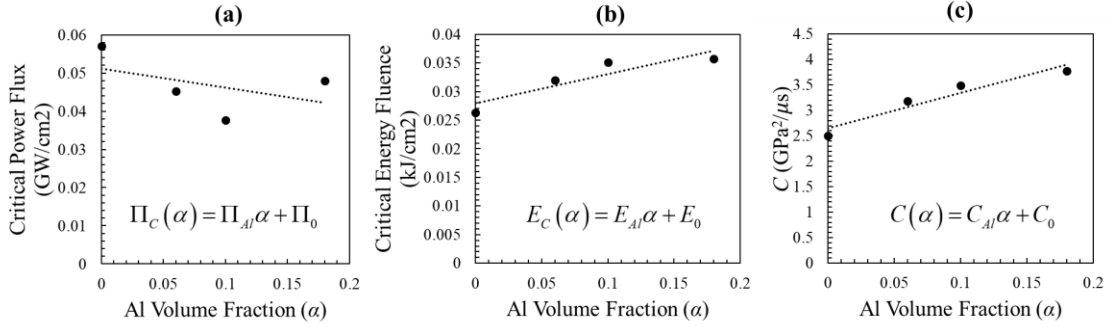 (a)
Critical Power Flux
(GW/cm2)
0.06
0.05
0.04
0.03
0.02
0.01
0
0 0.05 0.1 0.15 0.2
Π_C(α) = Π_Al α + Π_0
Al Volume Fraction (α)
(b)
Critical Energy Fluence
(kJ/cm2)
0.04
0.035
0.03
0.025
0.02
0.015
0.01
0.005
0
0 0.05 0.1 0.15 0.2
E_C(α) = E_Al α + E_0
Al Volume Fraction (α)
(c)
C (GPa²/μs)
4.5
4
3.5
3
2.5
2
1.5
1
0.5
0
0 0.05 0.1 0.15 0.2
C(α) = C_Al α + C_0
Al Volume Fraction (α)